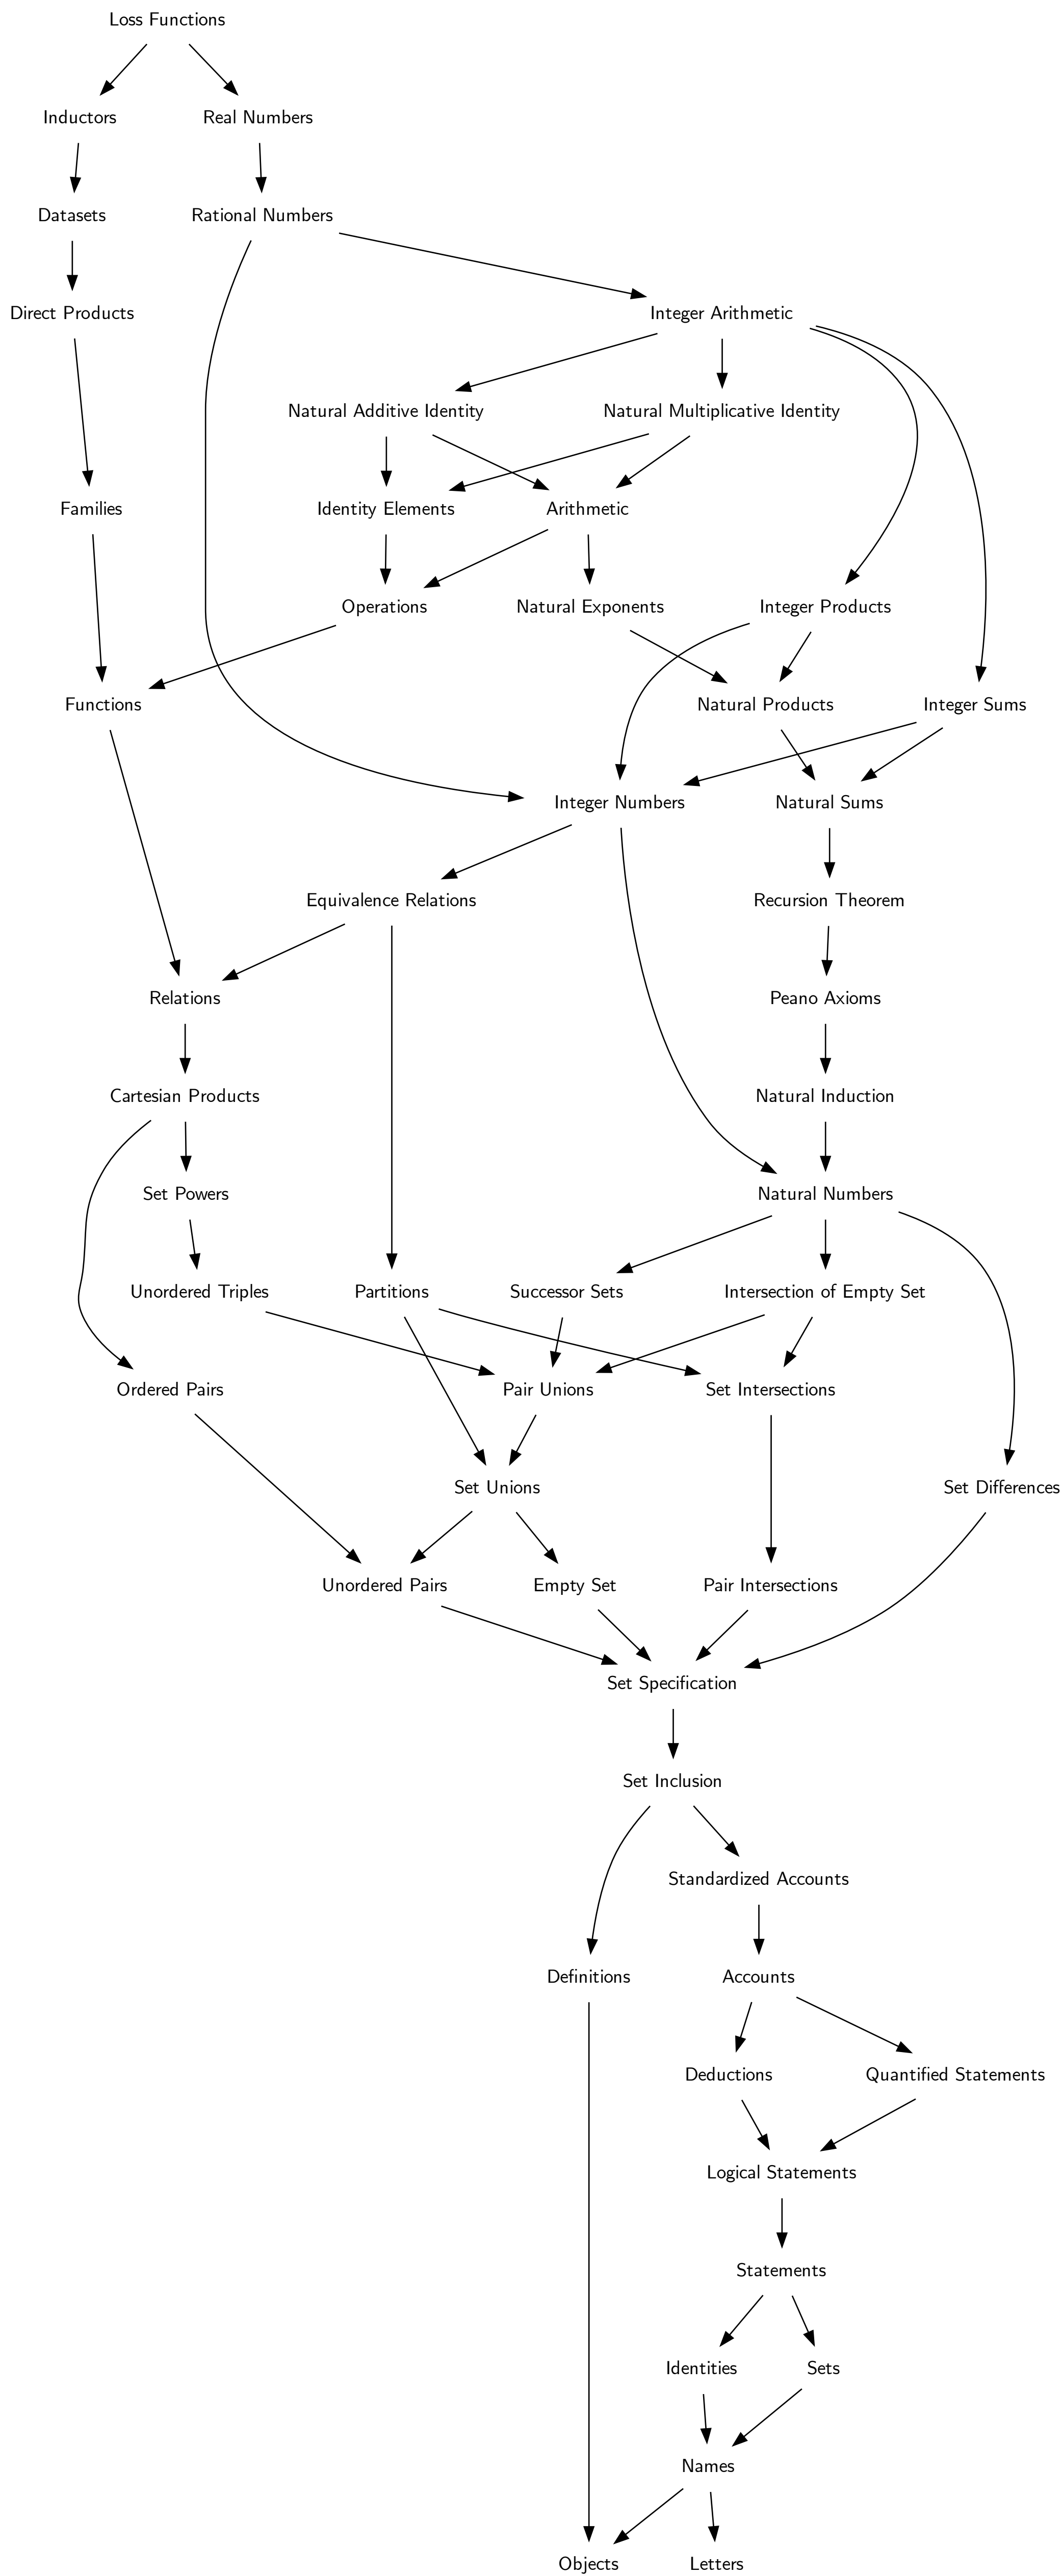 Loss Functions
Inductors
Real Numbers
Datasets
Rational Numbers
Direct Products
Integer Arithmetic
Natural Additive Identity
Natural Multiplicative Identity
Families
Identity Elements
Arithmetic
Operations
Natural Exponents
Integer Products
Functions
Natural Products
Integer Sums
Integer Numbers
Natural Sums
Equivalence Relations
Recursion Theorem
Relations
Peano Axioms
Cartesian Products
Natural Induction
Set Powers
Natural Numbers
Unordered Triples
Partitions
Successor Sets
Intersection of Empty Set
Ordered Pairs
Pair Unions
Set Intersections
Set Unions
Set Differences
Unordered Pairs
Empty Set
Pair Intersections
Set Specification
Set Inclusion
Standardized Accounts
Definitions
Accounts
Deductions
Quantified Statements
Logical Statements
Statements
Identities
Sets
Names
Objects
Letters